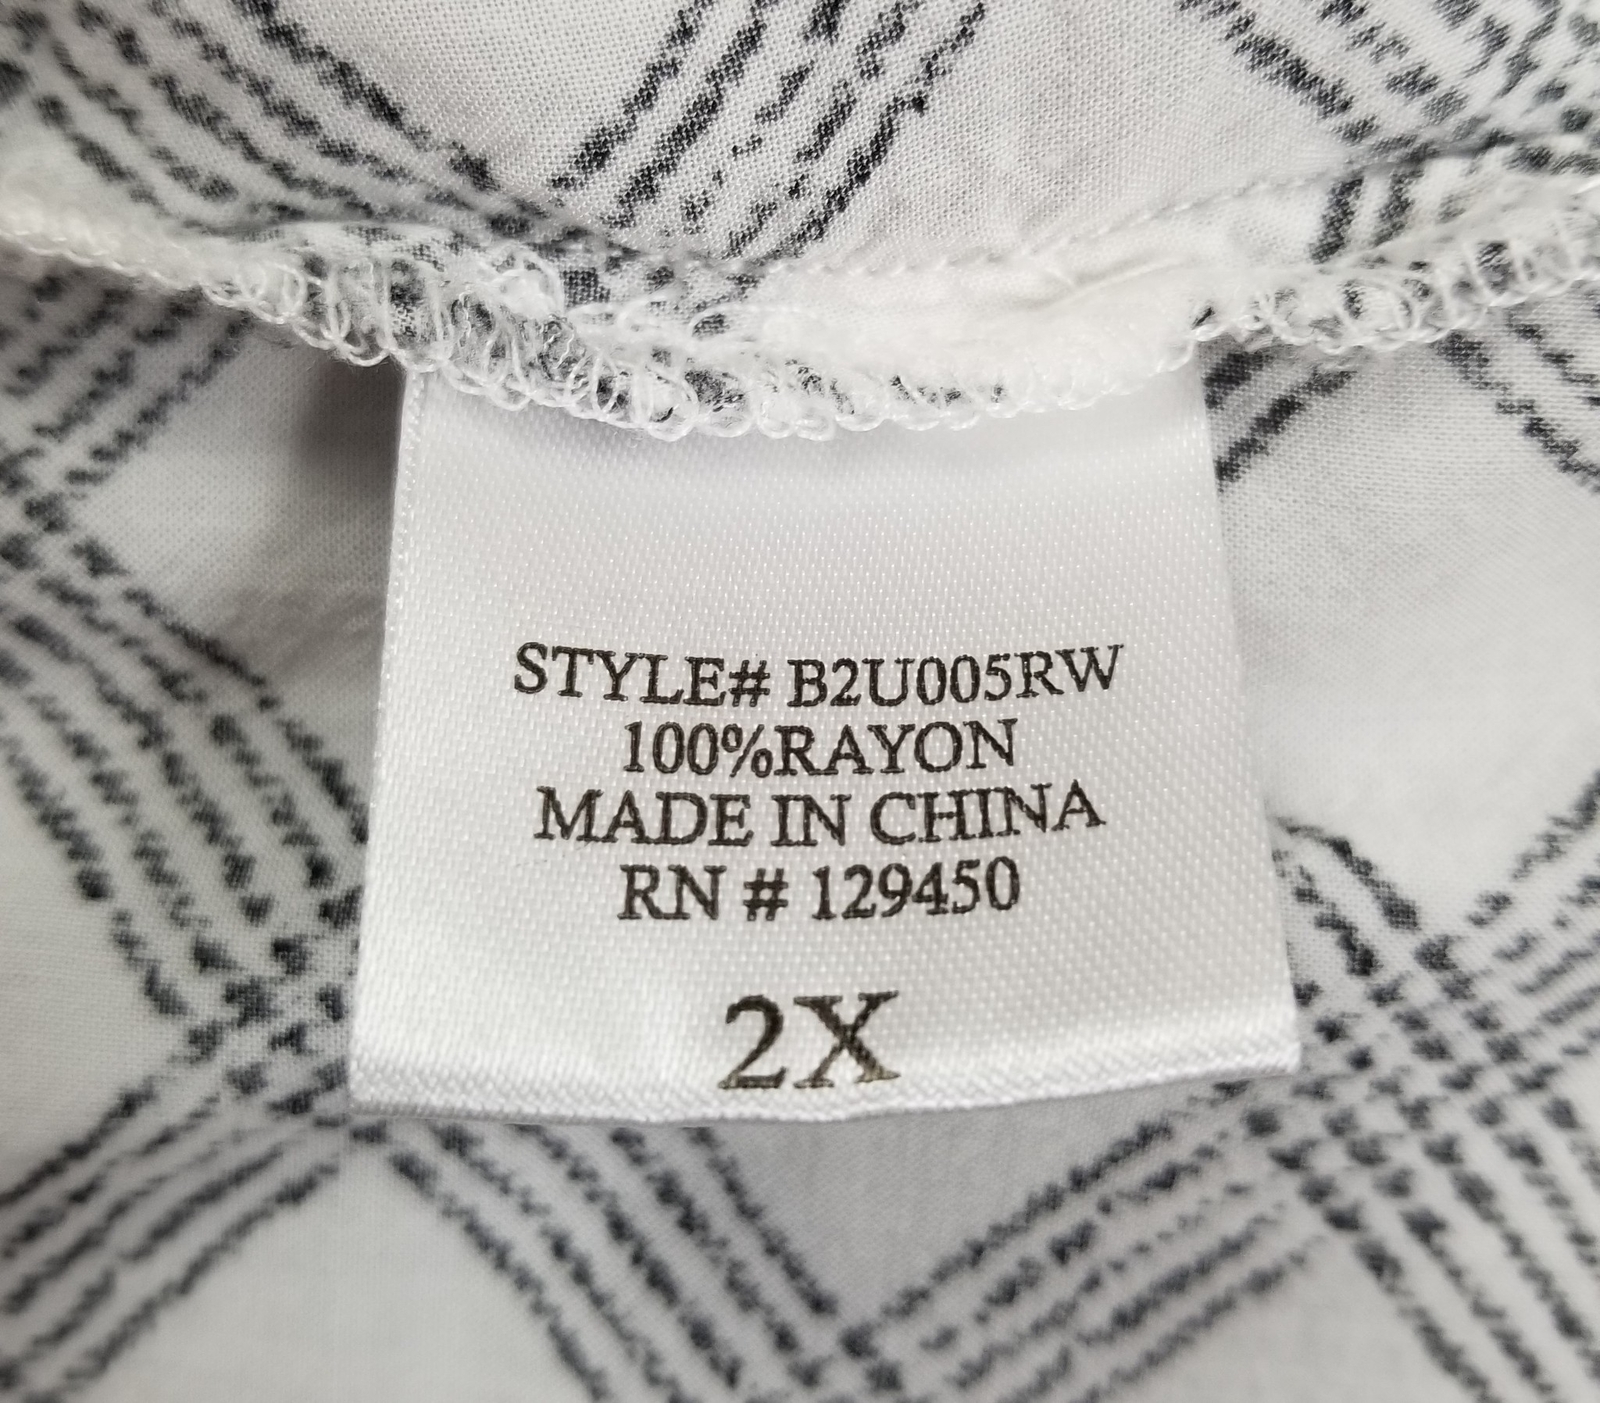 STYLE# B2U005RW
100%RAYON
MADE IN CHINA
RN # 129450
2X